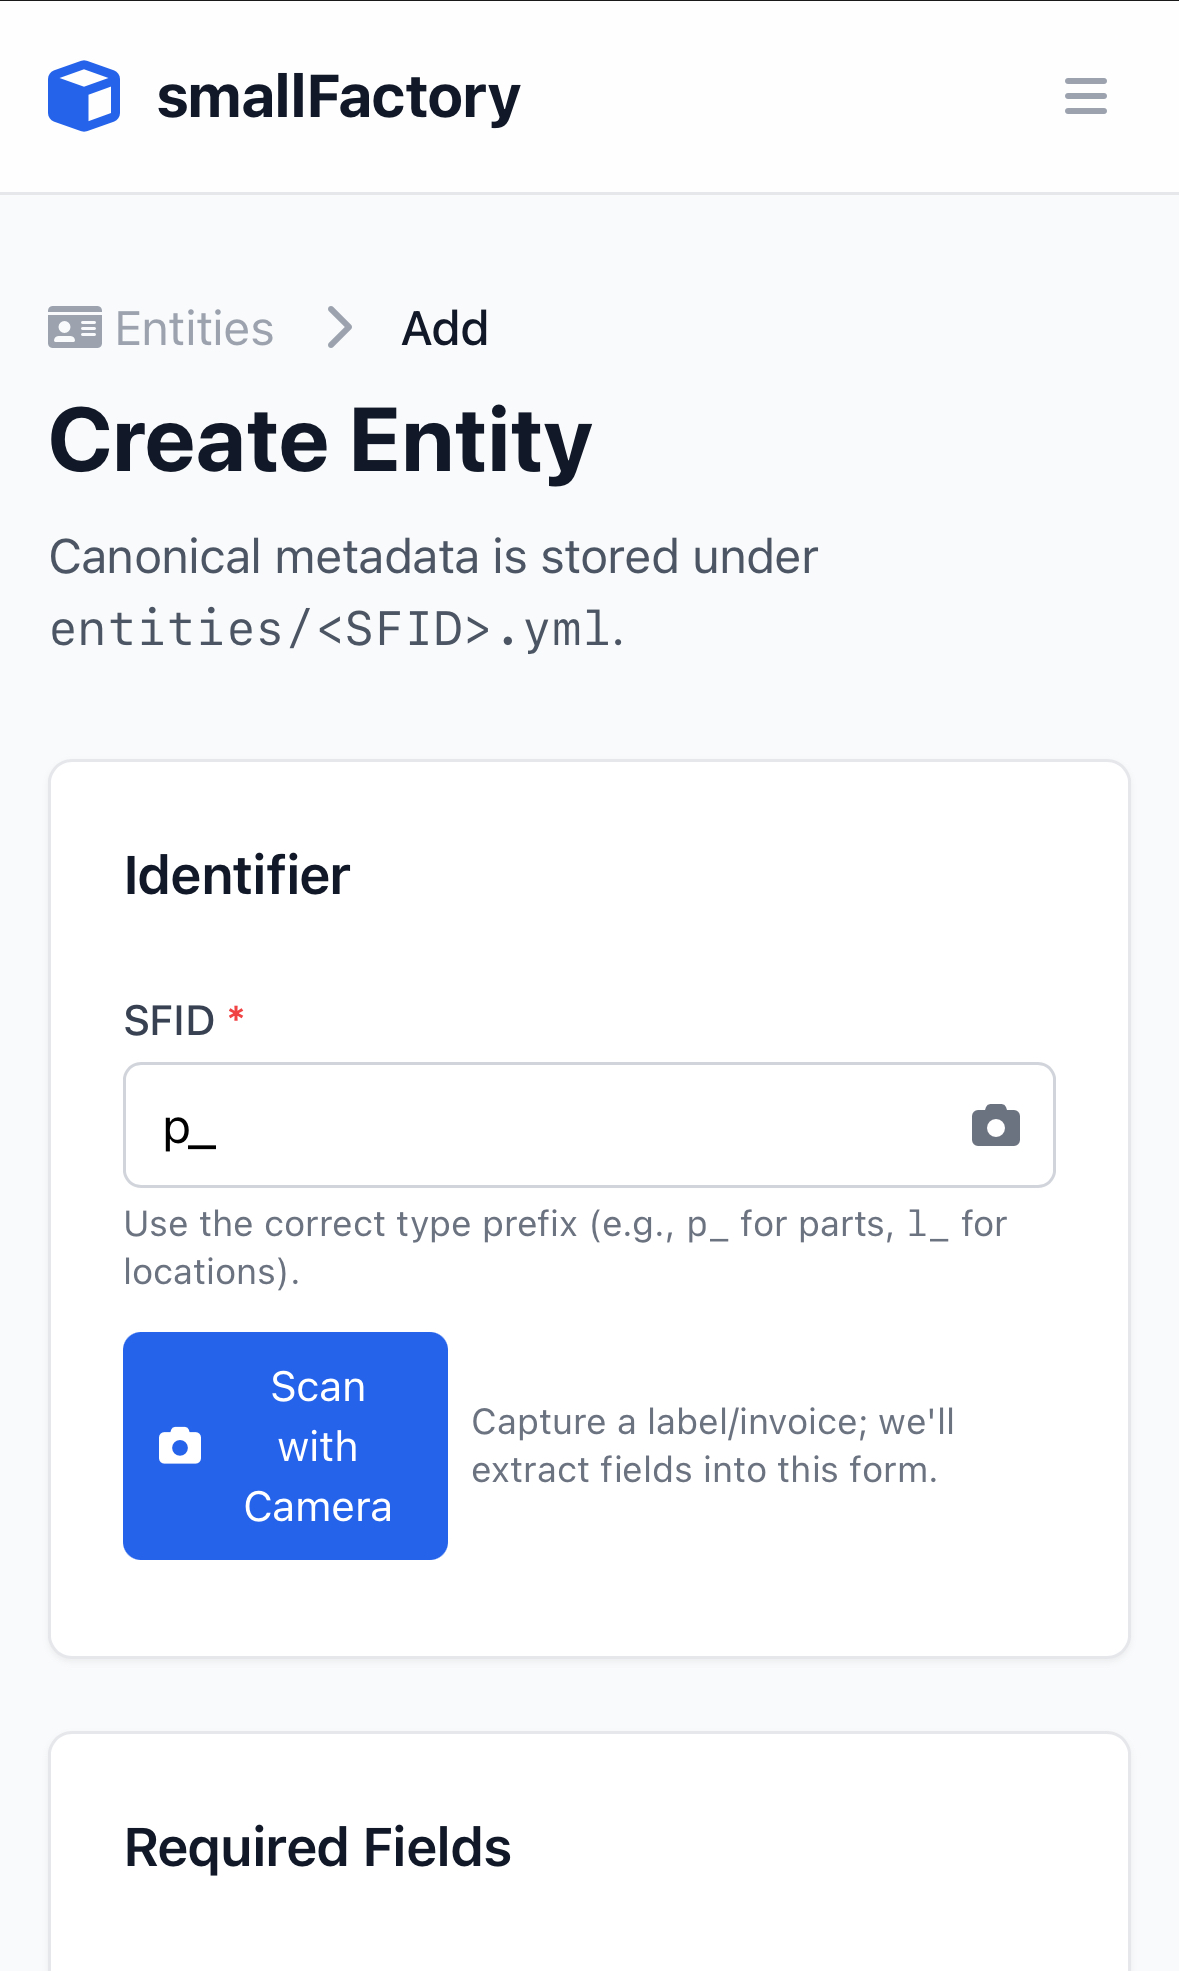 smallFactory
Entities > Add
Create Entity
Canonical metadata is stored under
entities/<SFID>.yml.
Identifier
SFID *
p_
Use the correct type prefix (e.g., p_ for parts, l_ for
locations).
Scan
with
Camera
Capture a label/invoice; we'll
extract fields into this form.
Required Fields